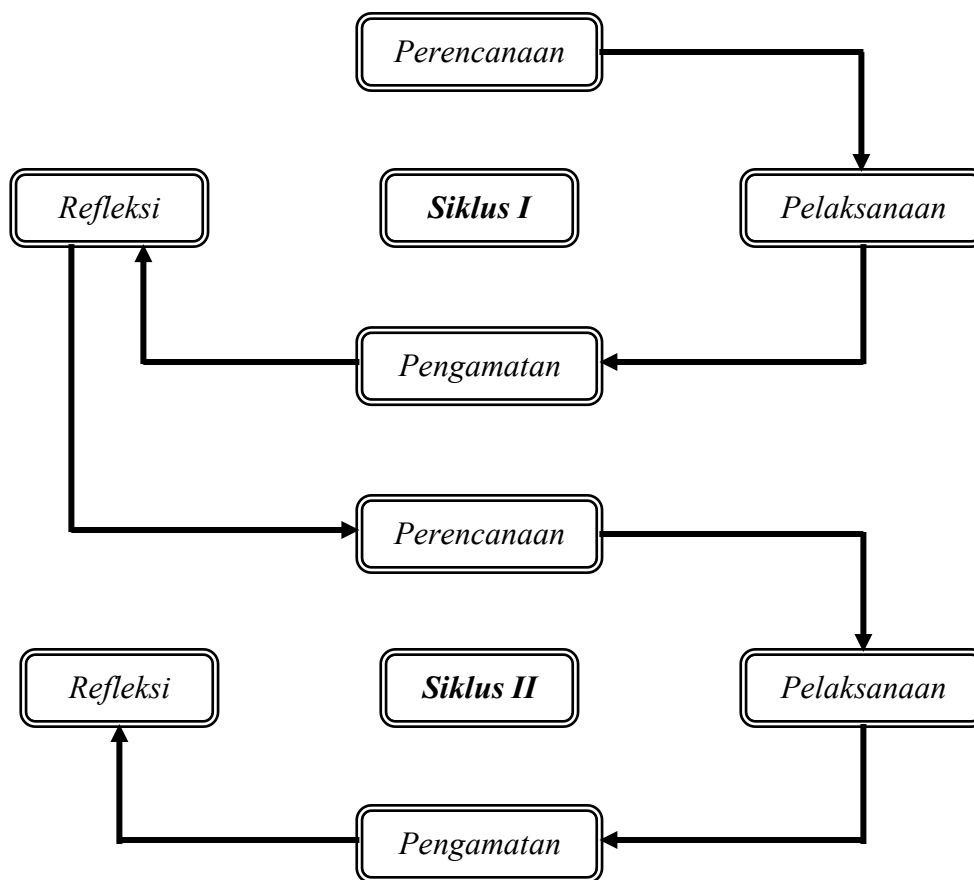 Perencanaan
Refleksi
Siklus I
Pelaksanaan
Pengamatan
Perencanaan
Refleksi
Siklus II
Pelaksanaan
Pengamatan